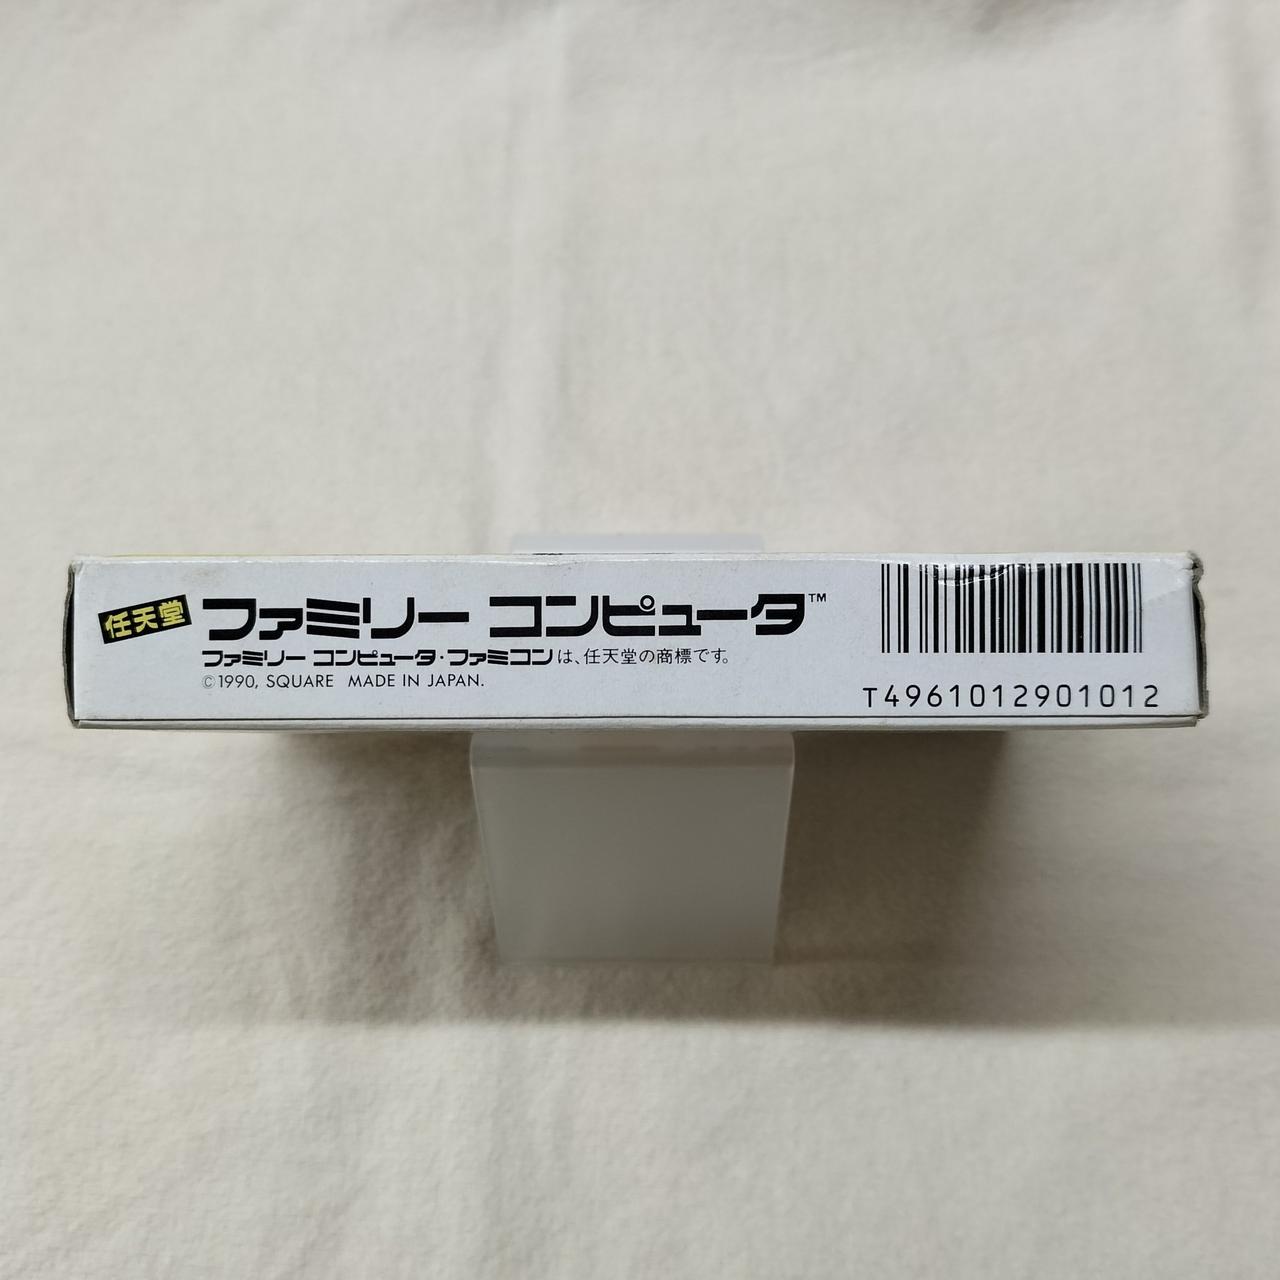 任天堂 ファミリー コンピュータ™
ファミリー コンピュータ・ファミコンは、任天堂の商標です。
©1990, SQUARE MADE IN JAPAN.
T4961012901012